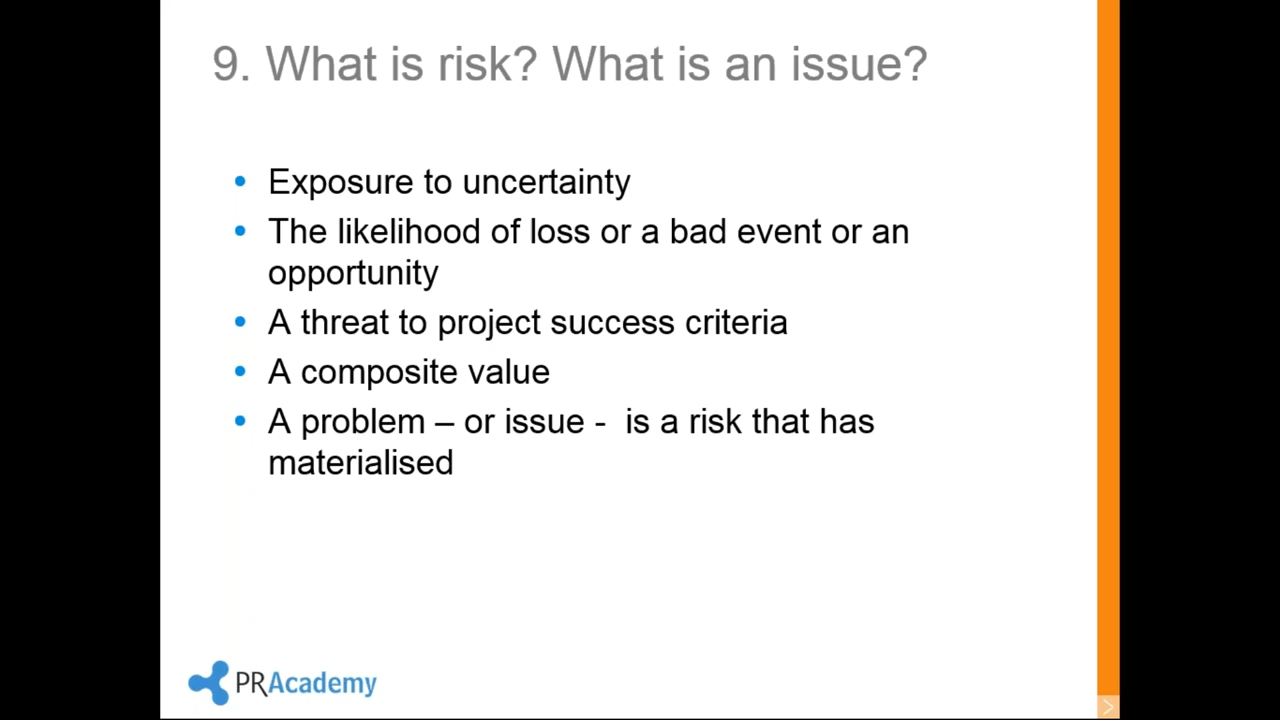 9. What is risk? What is an issue?
• Exposure to uncertainty
• The likelihood of loss or a bad event or an
opportunity
• A threat to project success criteria
• A composite value
• A problem – or issue -  is a risk that has
materialised
PRAcademy